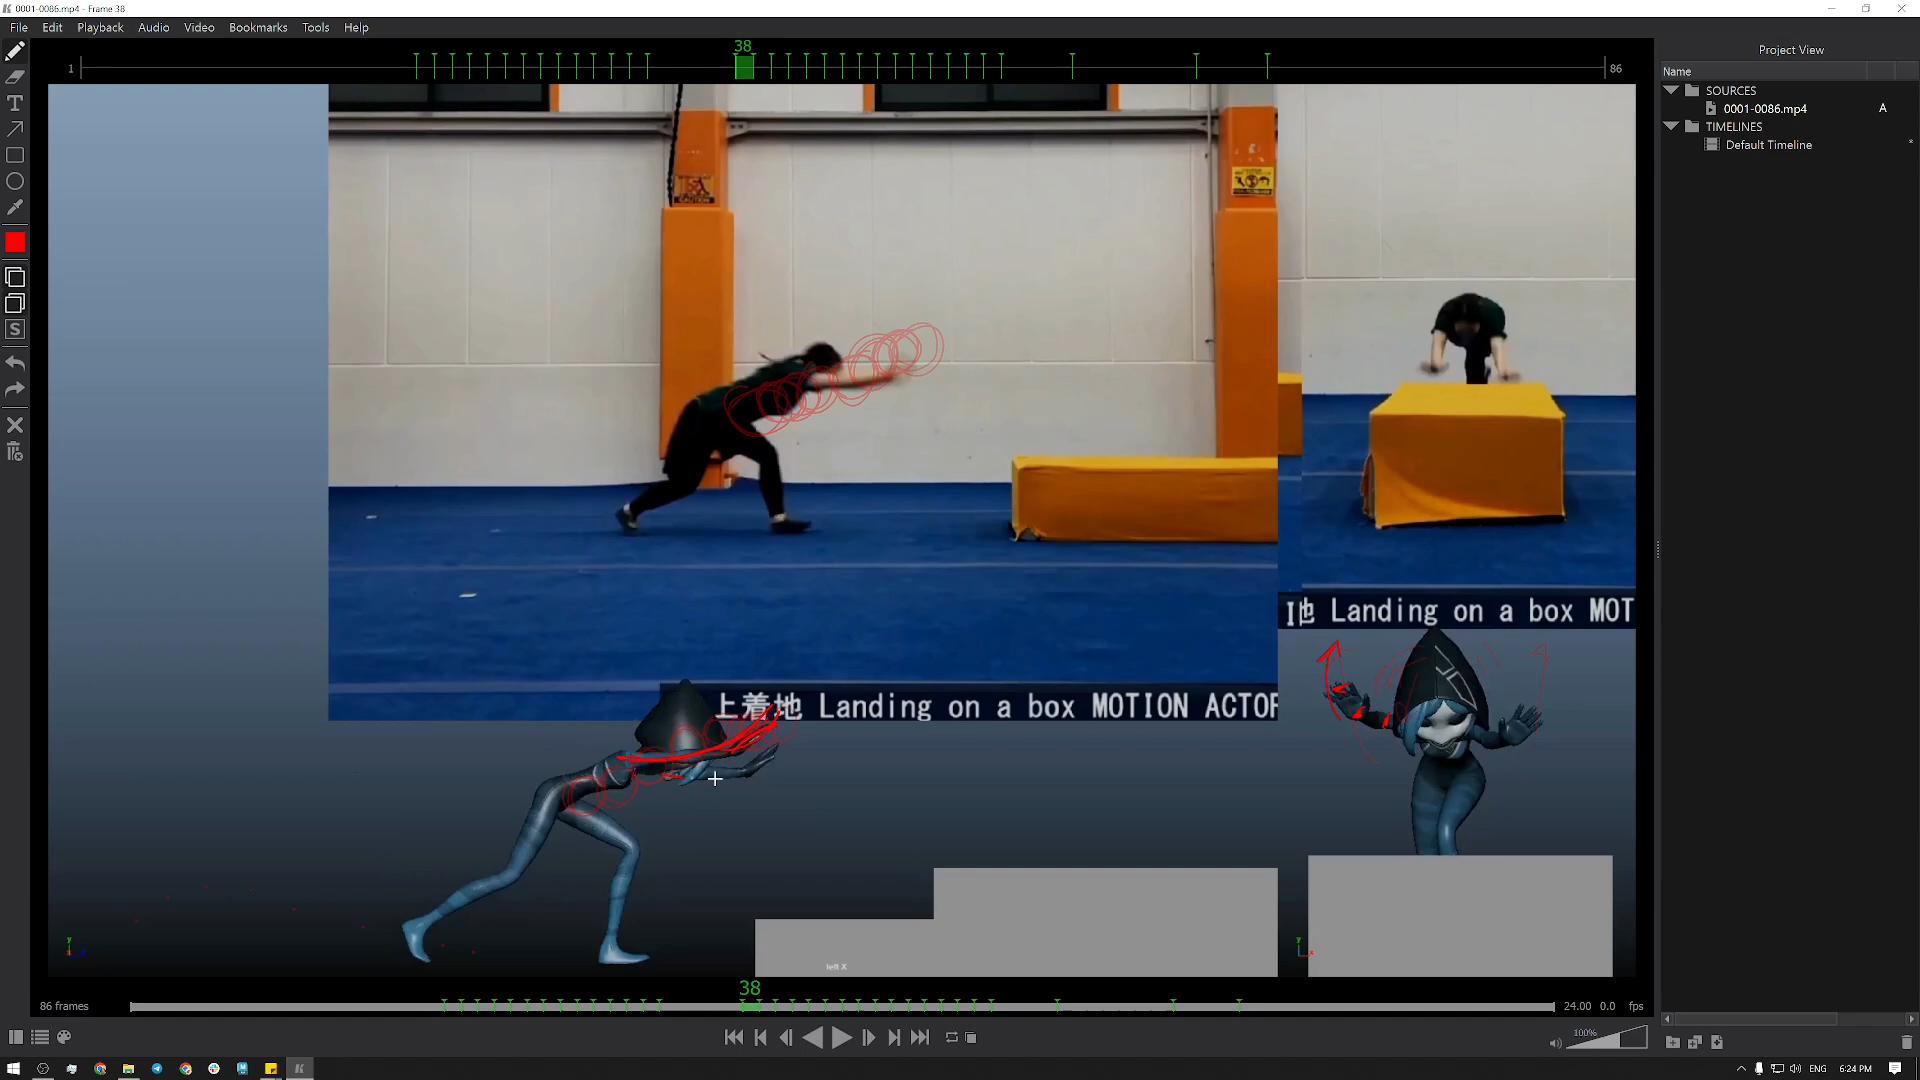 0001-0086.mp4 - Frame 38
File Edit Playback Audio Video Bookmarks Tools Help
Project View
38
1
86
Name
SOURCES
0001-0086.mp4 A
TIMELINES
Default Timeline *
CAUTION
地 Landing on a box MOT
上着地 Landing on a box MOTION ACTOR
left X
38
86 frames
24.00 0.0 fps
100%
ENG 6:24 PM